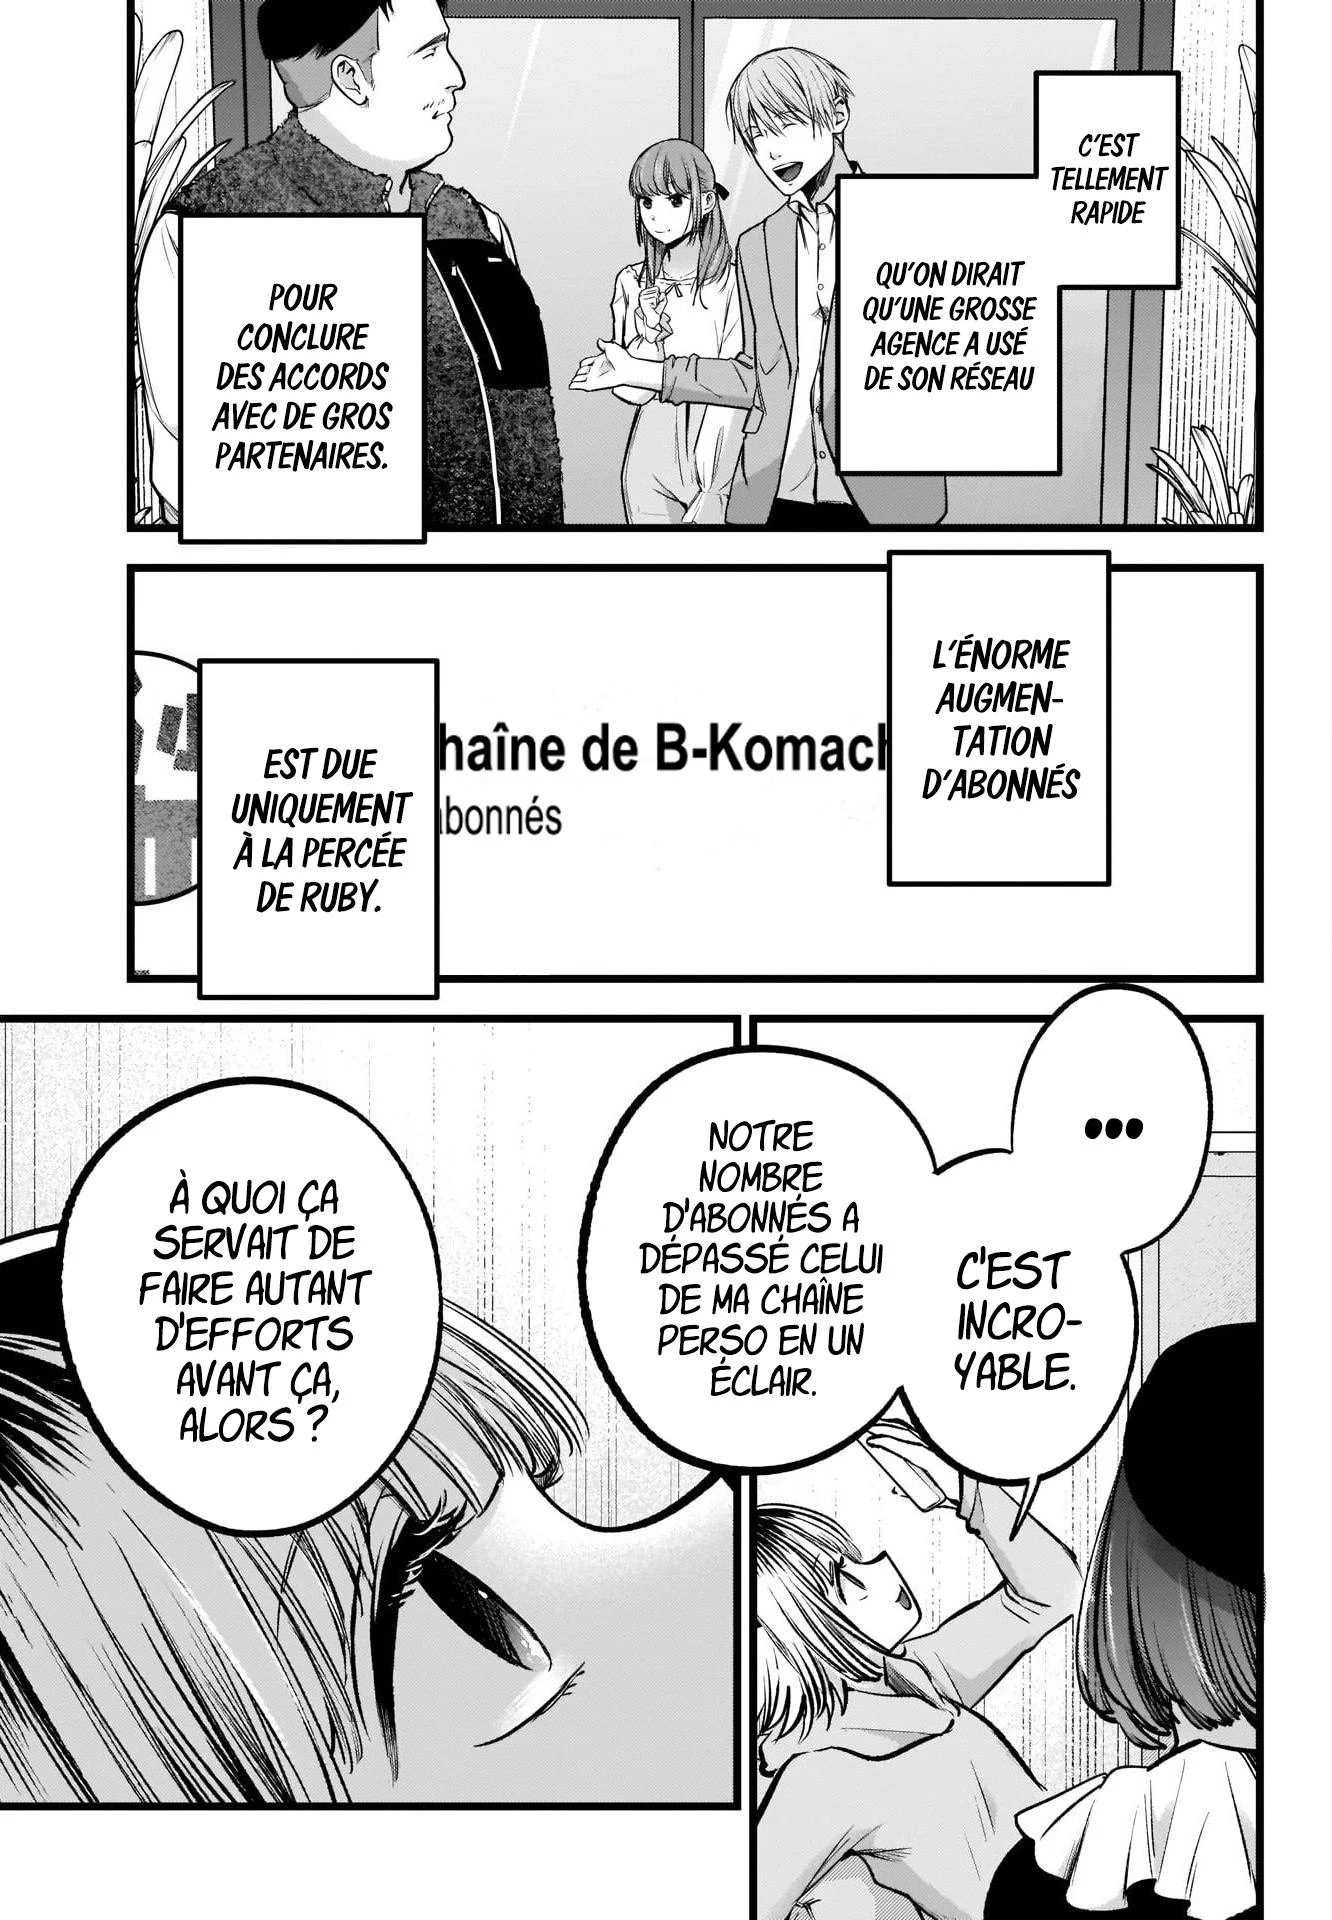 C'EST
TELLEMENT
RAPIDE
QU'ON DIRAIT
QU'UNE GROSSE
AGENCE A USÉ
DE SON RÉSEAU
POUR
CONCLURE
DES ACCORDS
AVEC DE GROS
PARTENAIRES.
L'ÉNORME
AUGMEN-
TATION
D'ABONNÉS
haîne de B-Komach
abonnés
EST DUE
UNIQUEMENT
À LA PERCÉE
DE RUBY.
...
C'EST
INCRO-
YABLE.
NOTRE
NOMBRE
D'ABONNÉS A
DÉPASSÉ CELUI
DE MA CHAÎNE
PERSO EN UN
ÉCLAIR.
À QUOI ÇA
SERVAIT DE
FAIRE AUTANT
D'EFFORTS
AVANT ÇA,
ALORS ?